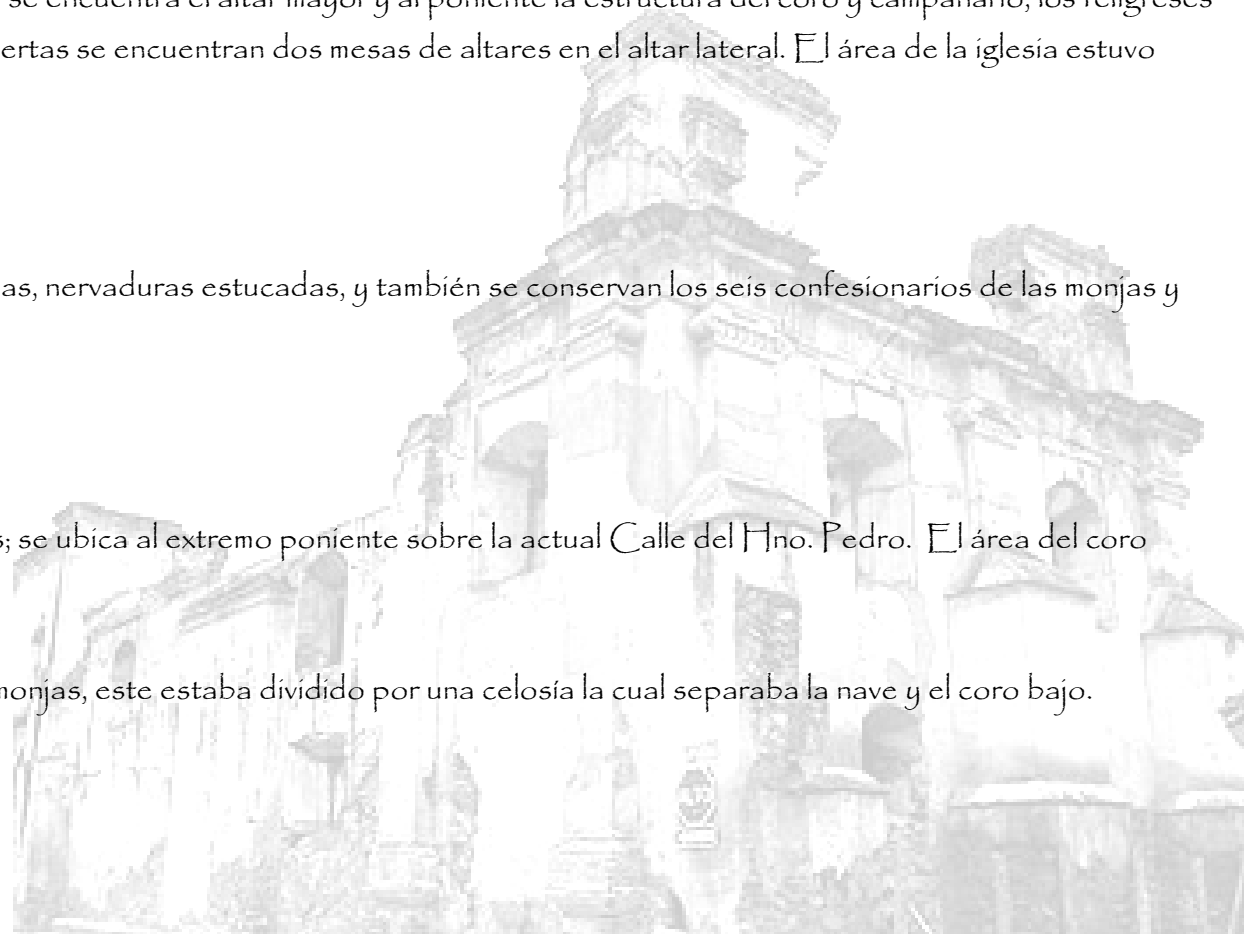 se encuentra el altar mayor y al poniente la estructura del coro y campanario, los feligreses
ertas se encuentran dos mesas de altares en el altar lateral. El área de la iglesia estuvo
as, nervaduras estucadas, y también se conservan los seis confesionarios de las monjas y
s; se ubica al extremo poniente sobre la actual Calle del Hno. Pedro. El área del coro
monjas, este estaba dividido por una celosía la cual separaba la nave y el coro bajo.